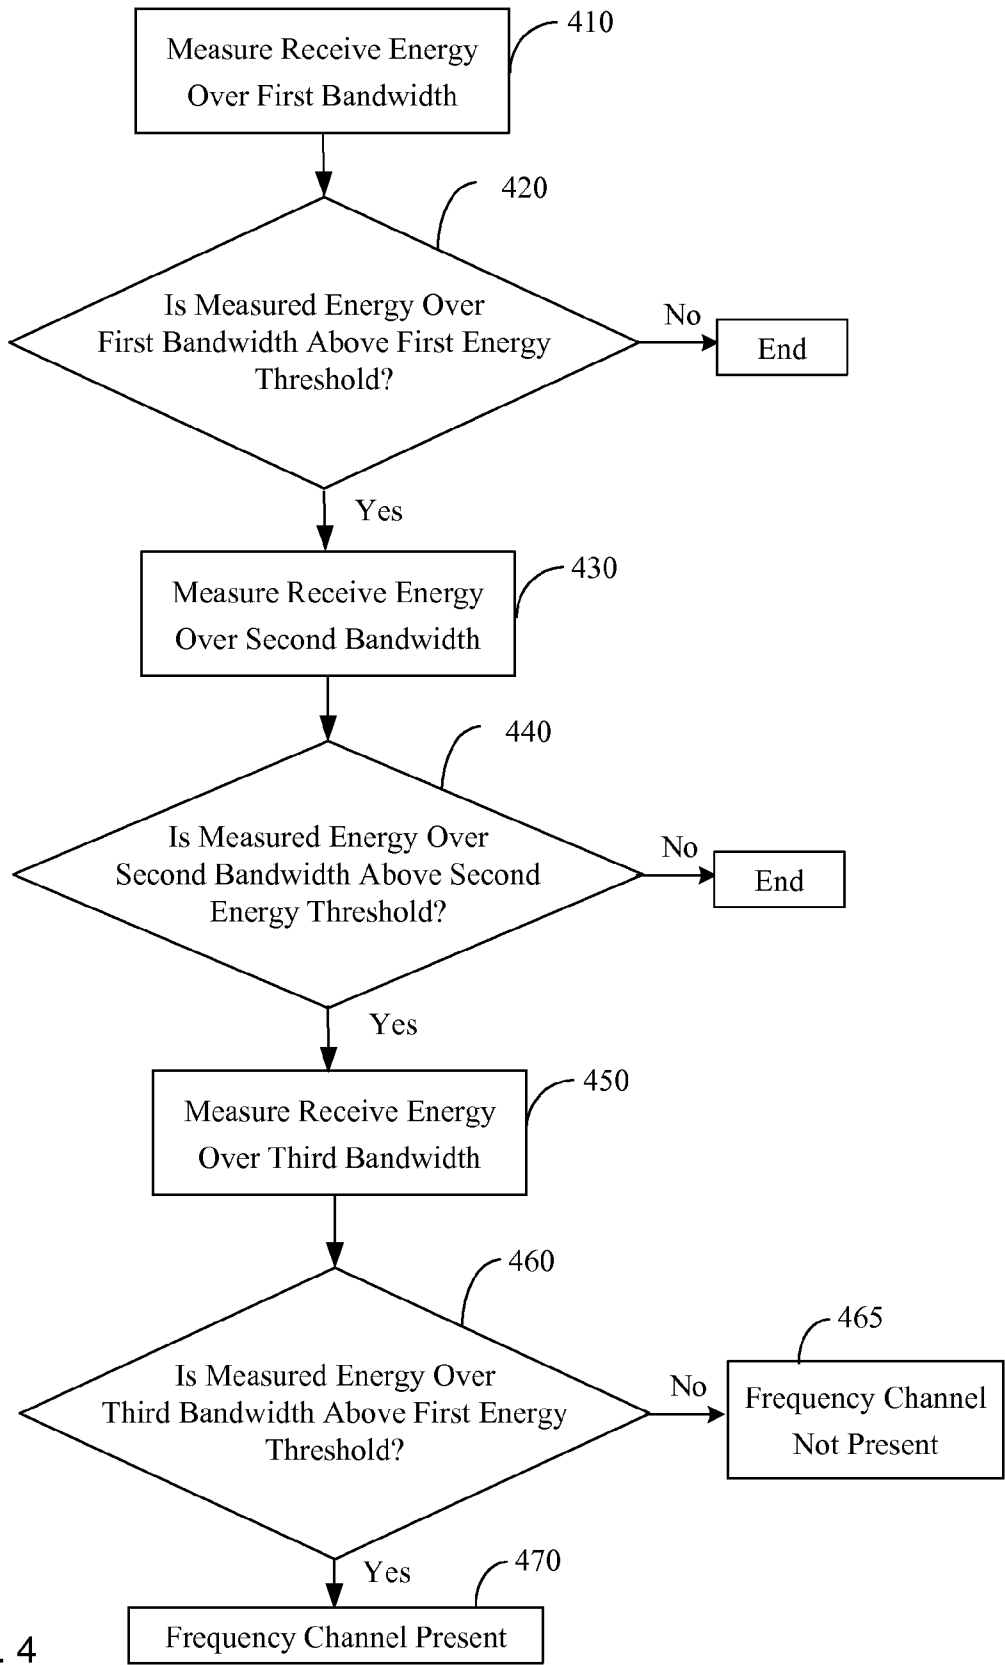 Measure Receive Energy
Over First Bandwidth
410
420
Is Measured Energy Over
First Bandwidth Above First Energy
Threshold?
No
End
Yes
Measure Receive Energy
Over Second Bandwidth
430
440
Is Measured Energy Over
Second Bandwidth Above Second
Energy Threshold?
No
End
Yes
Measure Receive Energy
Over Third Bandwidth
450
460
Is Measured Energy Over
Third Bandwidth Above First Energy
Threshold?
No
465
Frequency Channel
Not Present
Yes
470
Frequency Channel Present
. 4